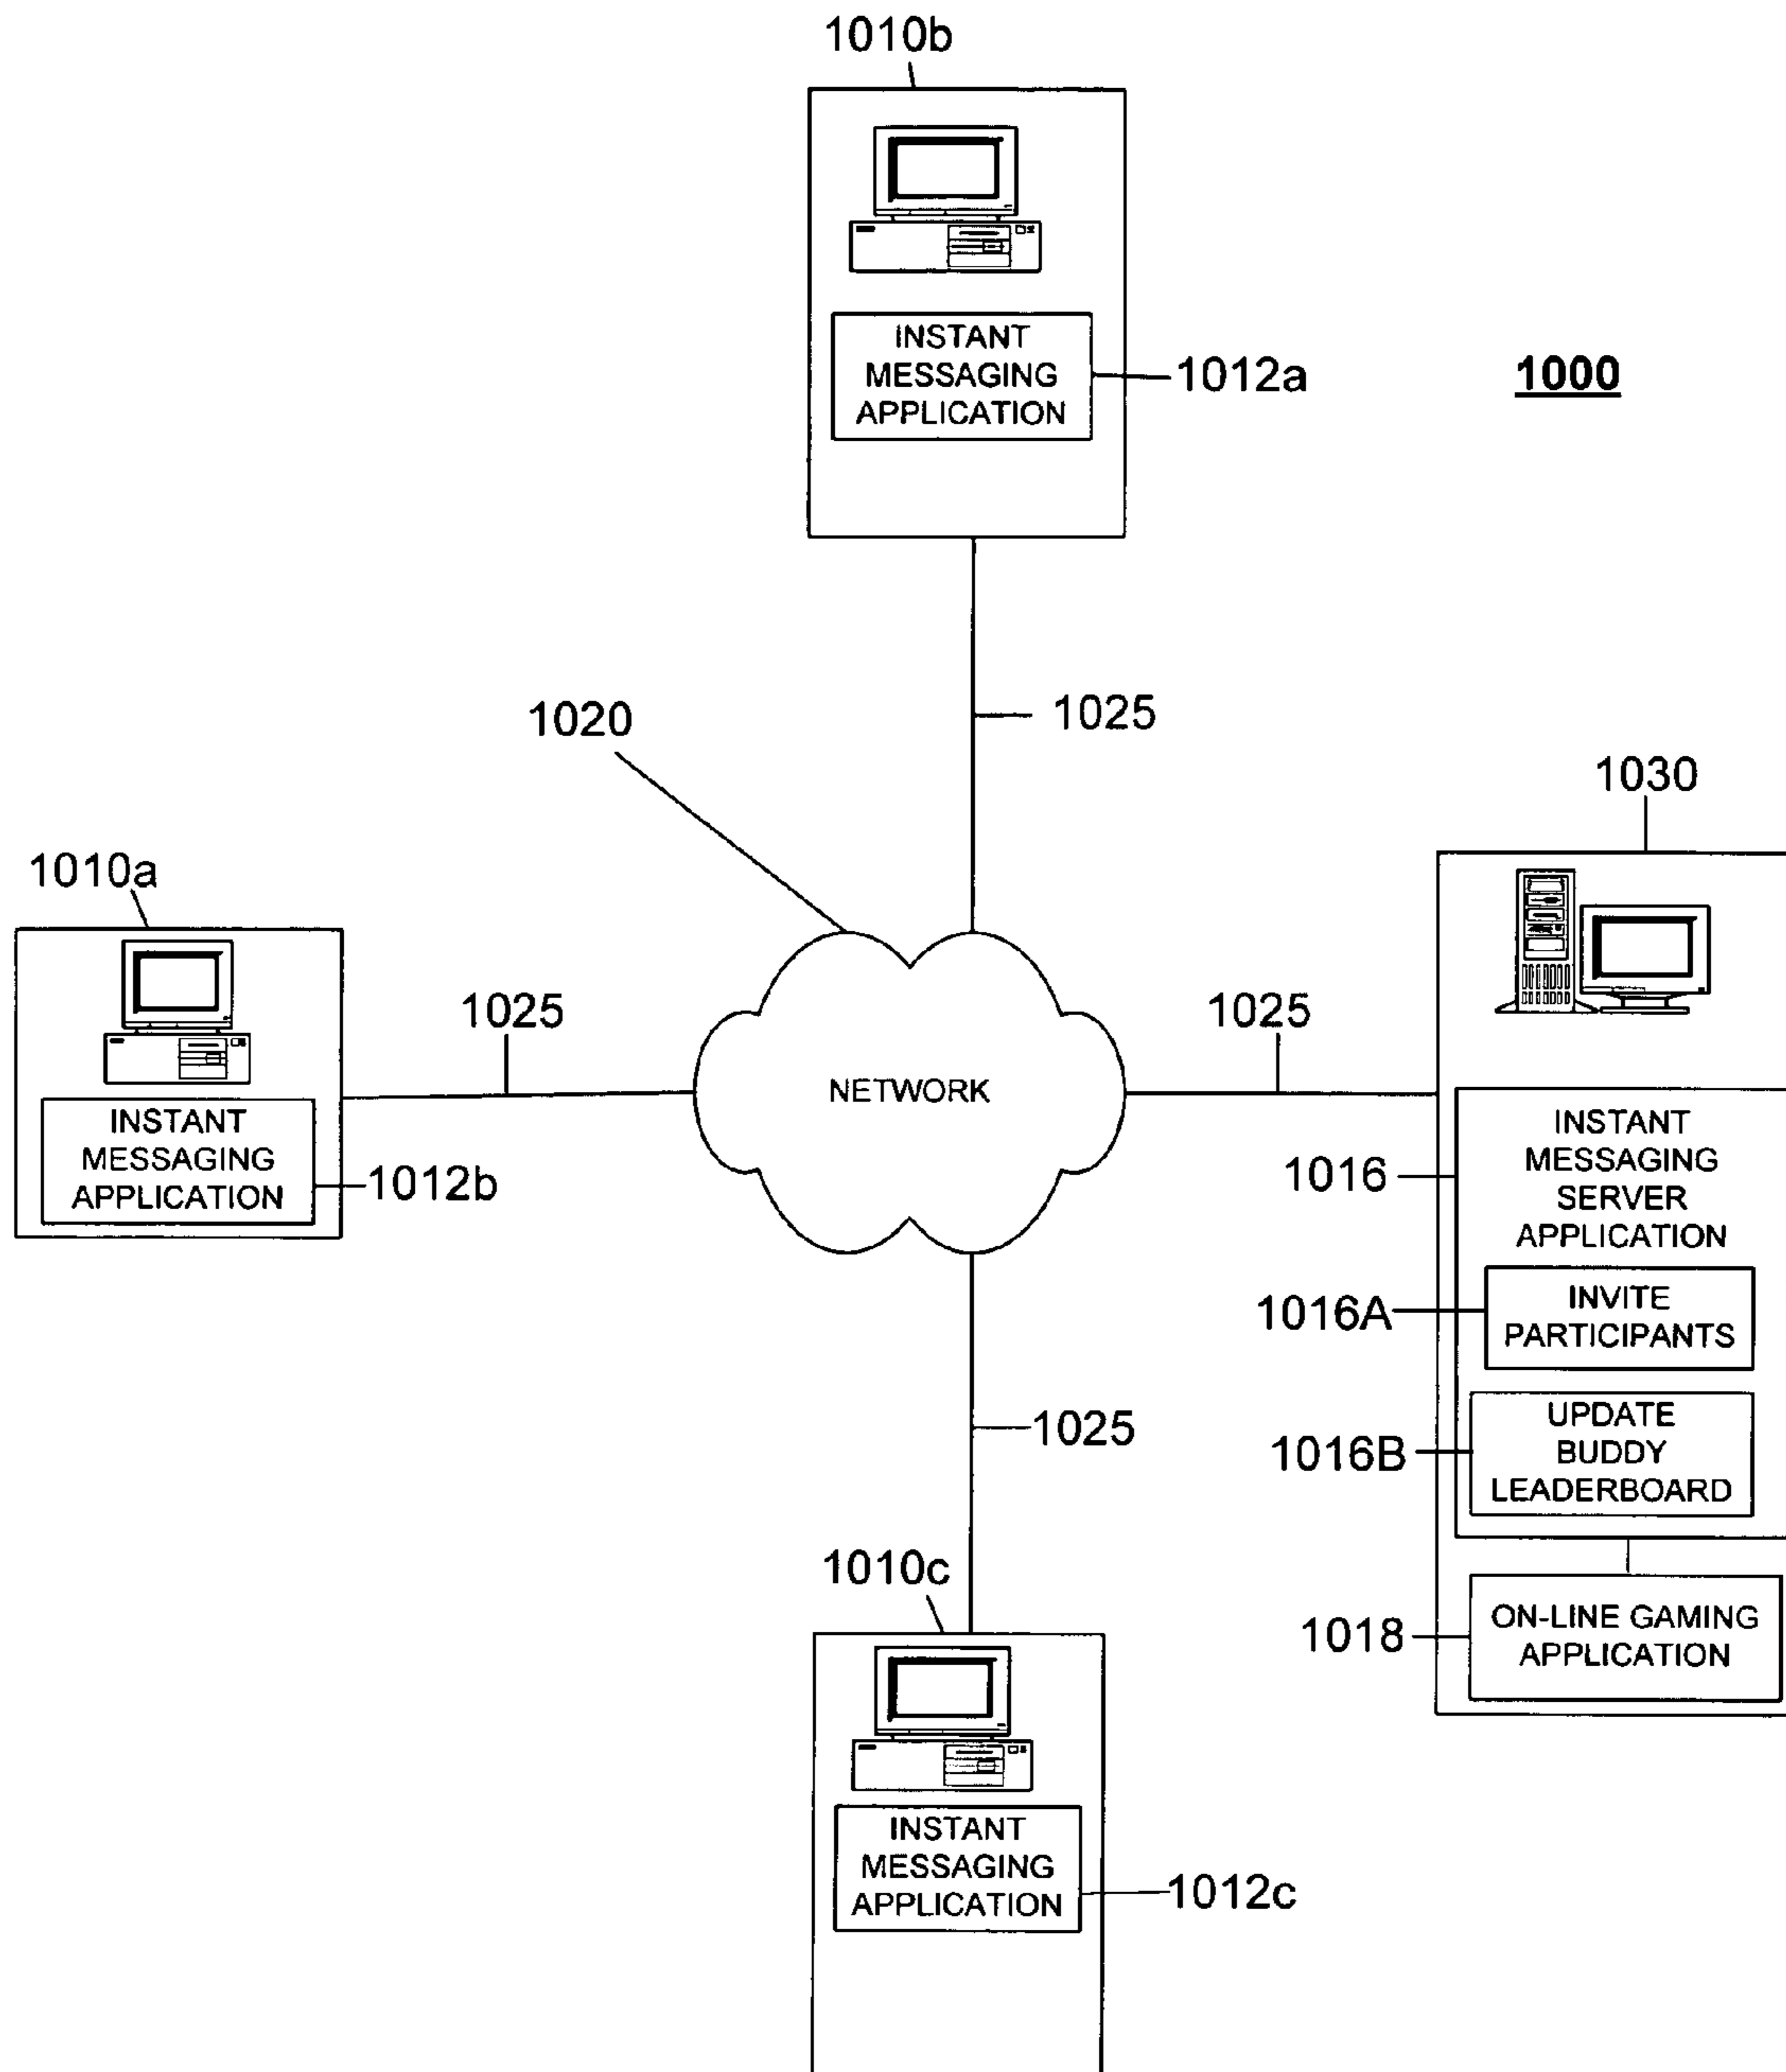 1010b
INSTANT
MESSAGING
APPLICATION
1012a
1000
1020
1025
1030
1010a
1025
1025
NETWORK
INSTANT
MESSAGING
APPLICATION
1012b
1016
INSTANT
MESSAGING
SERVER
APPLICATION
1016A
INVITE
PARTICIPANTS
1025
1016B
UPDATE
BUDDY
LEADERBOARD
1010c
1018
ON-LINE GAMING
APPLICATION
INSTANT
MESSAGING
APPLICATION
1012c